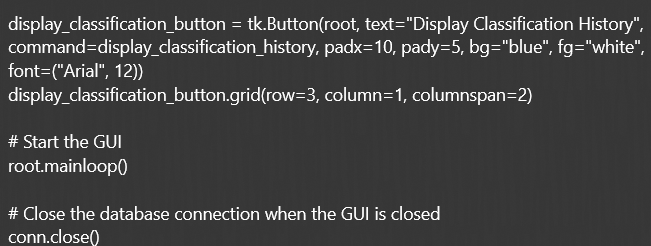 display_classification_button = tk.Button(root, text="Display Classification History",
command=display_classification_history, padx=10, pady=5, bg="blue", fg="white",
font=("Arial", 12))
display_classification_button.grid(row=3, column=1, columnspan=2)
# Start the GUI
root.mainloop()
# Close the database connection when the GUI is closed
conn.close()